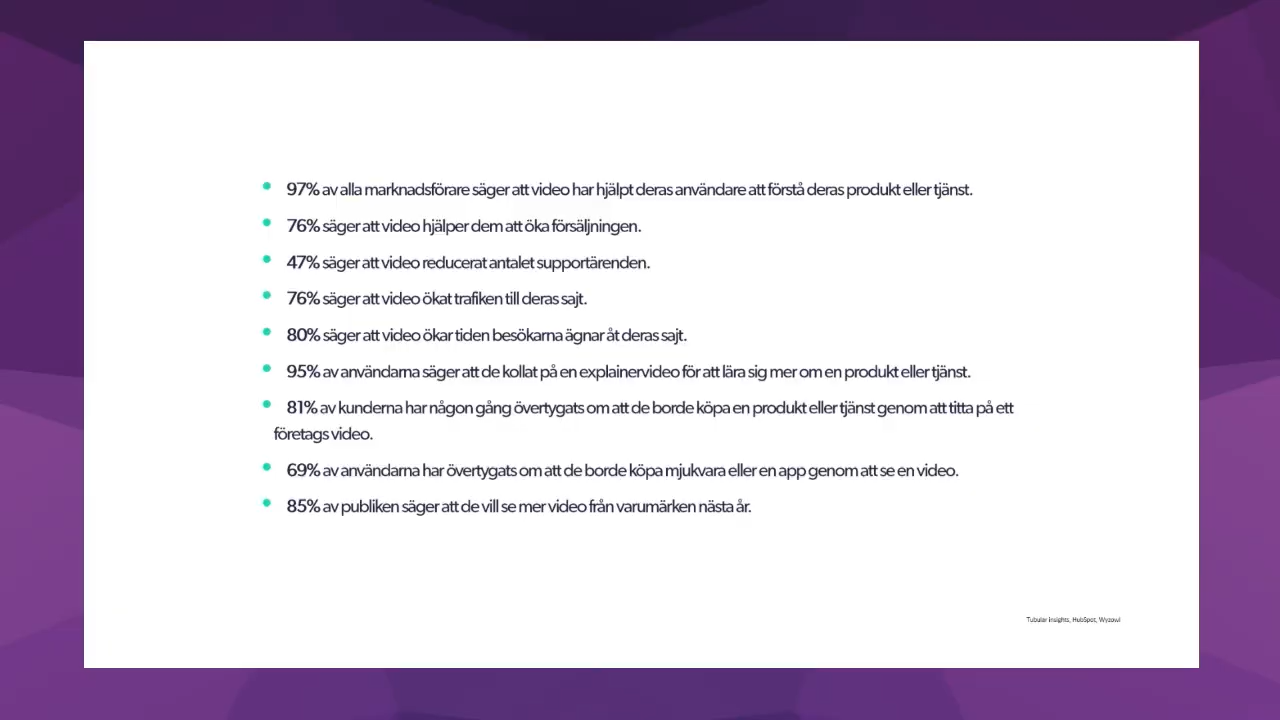 97% av alla marknadsförare säger att video har hjälpt deras användare att förstå deras produkt eller tjänst.
76% säger att video hjälper dem att öka försäljningen.
47% säger att video reducerat antalet supportärenden.
76% säger att video ökat trafiken till deras sajt.
80% säger att video ökar tiden besökarna ägnar åt deras sajt.
95% av användarna säger att de kollat på en explainervideo för att lära sig mer om en produkt eller tjänst.
81% av kunderna har någon gång övertygats om att de borde köpa en produkt eller tjänst genom att titta på ett
företags video.
69% av användarna har övertygats om att de borde köpa mjukvara eller en app genom att se en video.
85% av publiken säger att de vill se mer video från varumärken nästa år.
Tubular insights, HubSpot, Wyzowl